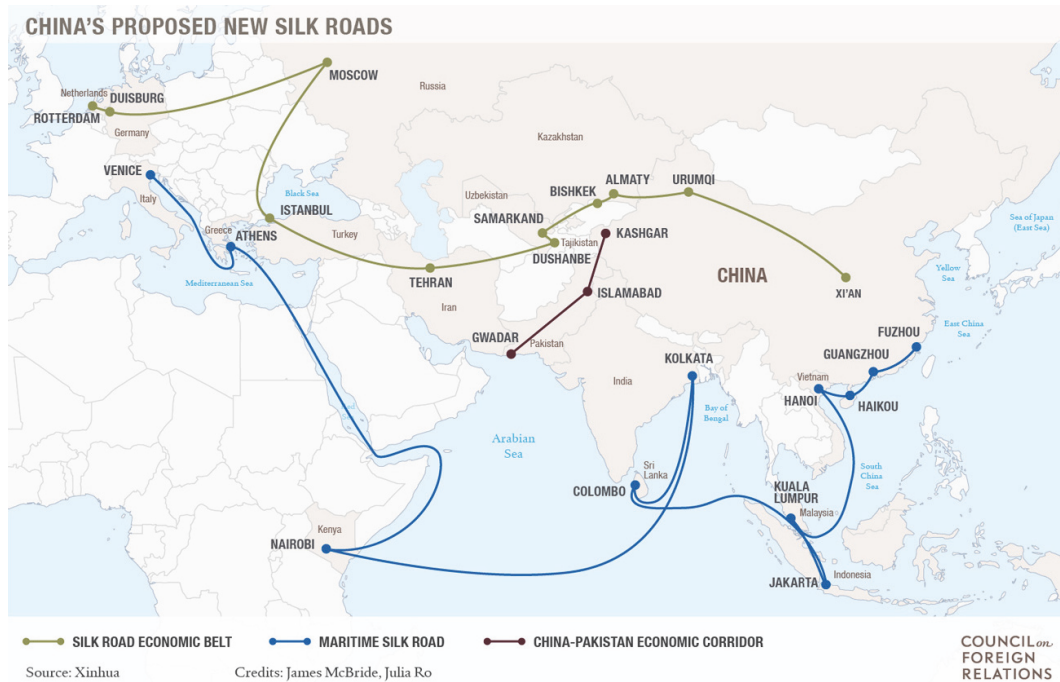 CHINA'S PROPOSED NEW SILK ROADS
MOSCOW
Russia
Netherlands
DUISBURG
ROTTERDAM
Germany
Kazakhstan
VENICE
ALMATY
URUMQI
BISHKEK
Black Sea
Uzbekistan
Italy
ISTANBUL
SAMARKAND
Sea of Japan
(East Sea)
Greece
ATHENS
Turkey
Tajikistan
KASHGAR
DUSHANBE
Mediterranean Sea
TEHRAN
CHINA
Yellow
Sea
ISLAMABAD
XI'AN
Iran
East China
Sea
FUZHOU
GWADAR
Pakistan
KOLKATA
GUANGZHOU
India
Vietnam
HANOI
HAIKOU
Bay of
Bengal
Arabian
Sea
Sri
Lanka
South
China
Sea
COLOMBO
KUALA
LUMPUR
Malaysia
Kenya
NAIROBI
JAKARTA
Indonesia
SILK ROAD ECONOMIC BELT
MARITIME SILK ROAD
CHINA-PAKISTAN ECONOMIC CORRIDOR
Source: Xinhua
Credits: James McBride, Julia Ro
COUNCIL on
FOREIGN
RELATIONS